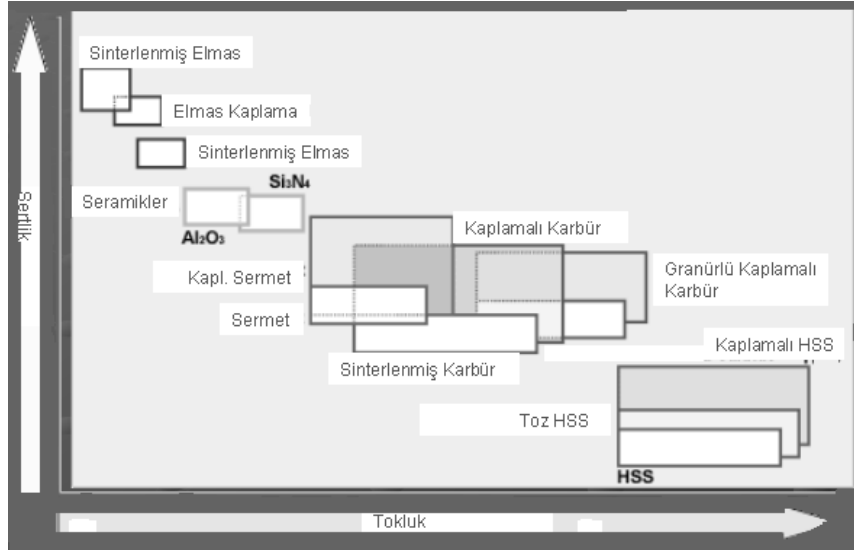 Sinterlenmiş Elmas
Elmas Kaplama
Sinterlenmiş Elmas
Si₃N₄
Seramikler
Al₂O₃
Kaplamalı Karbür
Kapl. Sermet
Granürlü Kaplamalı
Karbür
Sermet
Kaplamalı HSS
Sinterlenmiş Karbür
Toz HSS
HSS
Sertlik
Tokluk